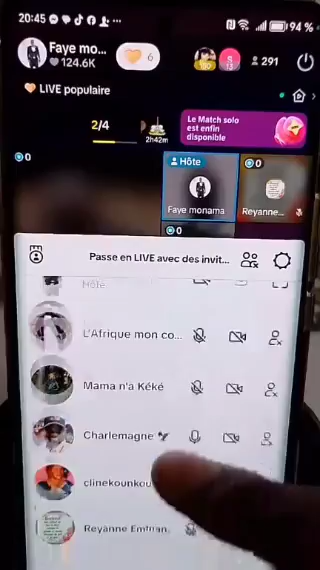 20:45
94 %
Faye mo...
124.6K
6
180
13
291
LIVE populaire
2/4
2h42m
Le Match solo
est enfin
disponible
0
Hôte
0
Faye monama
Reyanne...
0
Passe en LIVE avec des invit...
Hôte
L'Afrique mon co...
Mama n'a Kéké
Charlemagne
clinekounkou
Reyanne Emman.